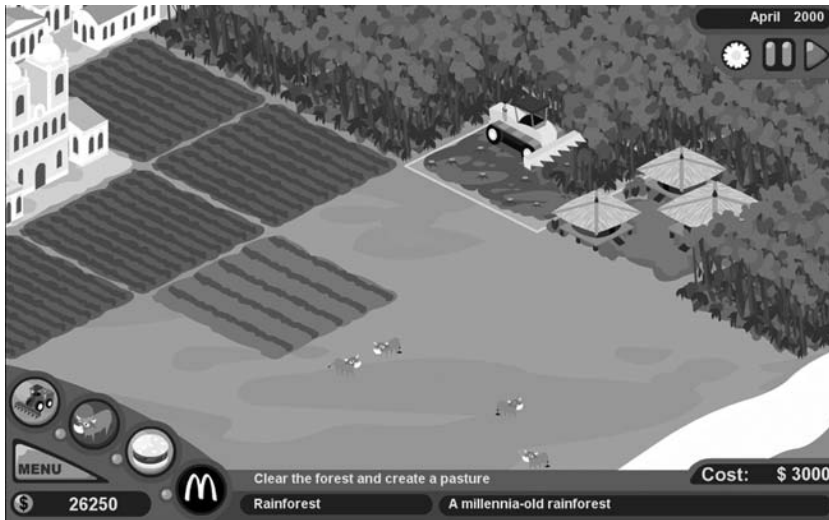 April 2000
Clear the forest and create a pasture
Cost: $ 3000
MENU
$ 26250
Rainforest
A millennia-old rainforest